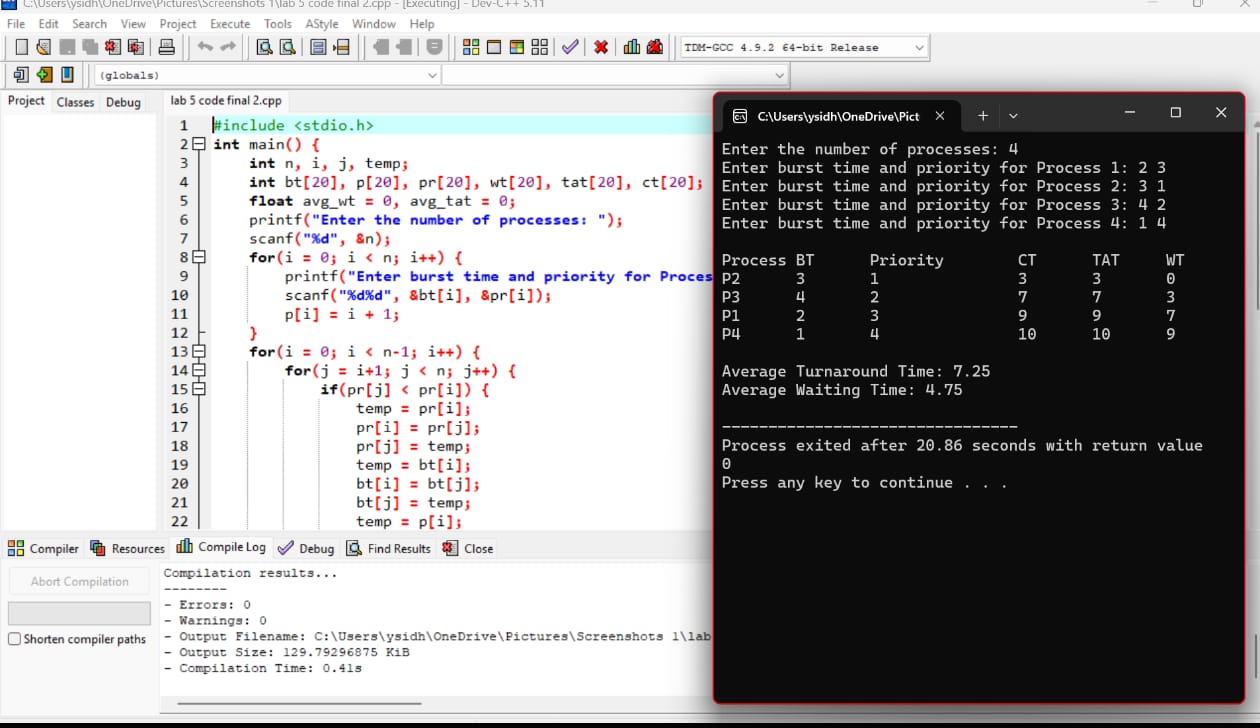 C:\Users\ysidh\OneDrive\Pictures\Screenshots 1\lab 5 code final 2.cpp - [Executing] - Dev-C++ 5.11
File Edit Search View Project Execute Tools AStyle Window Help
TDM-GCC 4.9.2 64-bit Release
(globals)
Project Classes Debug
lab 5 code final 2.cpp
1 #include <stdio.h>
2 int main() {
3 int n, i, j, temp;
4 int bt[20], p[20], pr[20], wt[20], tat[20], ct[20];
5 float avg_wt = 0, avg_tat = 0;
6 printf("Enter the number of processes: ");
7 scanf("%d", &n);
8 for(i = 0; i < n; i++) {
9 printf("Enter burst time and priority for Proces
10 scanf("%d%d", &bt[i], &pr[i]);
11 p[i] = i + 1;
12 }
13 for(i = 0; i < n-1; i++) {
14 for(j = i+1; j < n; j++) {
15 if(pr[j] < pr[i]) {
16 temp = pr[i];
17 pr[i] = pr[j];
18 pr[j] = temp;
19 temp = bt[i];
20 bt[i] = bt[j];
21 bt[j] = temp;
22 temp = p[i];
C:\Users\ysidh\OneDrive\Pict
Enter the number of processes: 4
Enter burst time and priority for Process 1: 2 3
Enter burst time and priority for Process 2: 3 1
Enter burst time and priority for Process 3: 4 2
Enter burst time and priority for Process 4: 1 4
Process BT Priority CT TAT WT
P2 3 1 3 3 0
P3 4 2 7 7 3
P1 2 3 9 9 7
P4 1 4 10 10 9
Average Turnaround Time: 7.25
Average Waiting Time: 4.75
--------------------------------
Process exited after 20.86 seconds with return value
0
Press any key to continue . . .
Compiler Resources Compile Log Debug Find Results Close
Abort Compilation
Shorten compiler paths
Compilation results...
--------
- Errors: 0
- Warnings: 0
- Output Filename: C:\Users\ysidh\OneDrive\Pictures\Screenshots 1\lab
- Output Size: 129.79296875 KiB
- Compilation Time: 0.41s